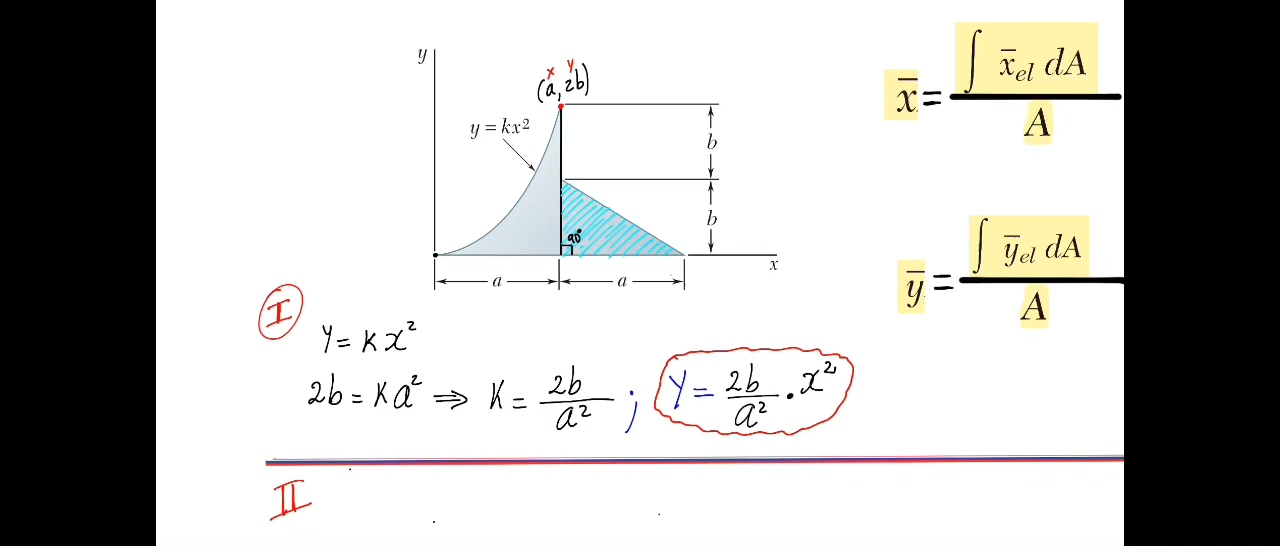 y
x y
(a, 2b)
y = kx²
b
b
90°
x
a
a
x̄ = ∫ x̄el dA / A
ȳ = ∫ ȳel dA / A
I
y = kx²
2b = ka² ⇒ k = 2b / a² ; y = 2b / a² · x²
II